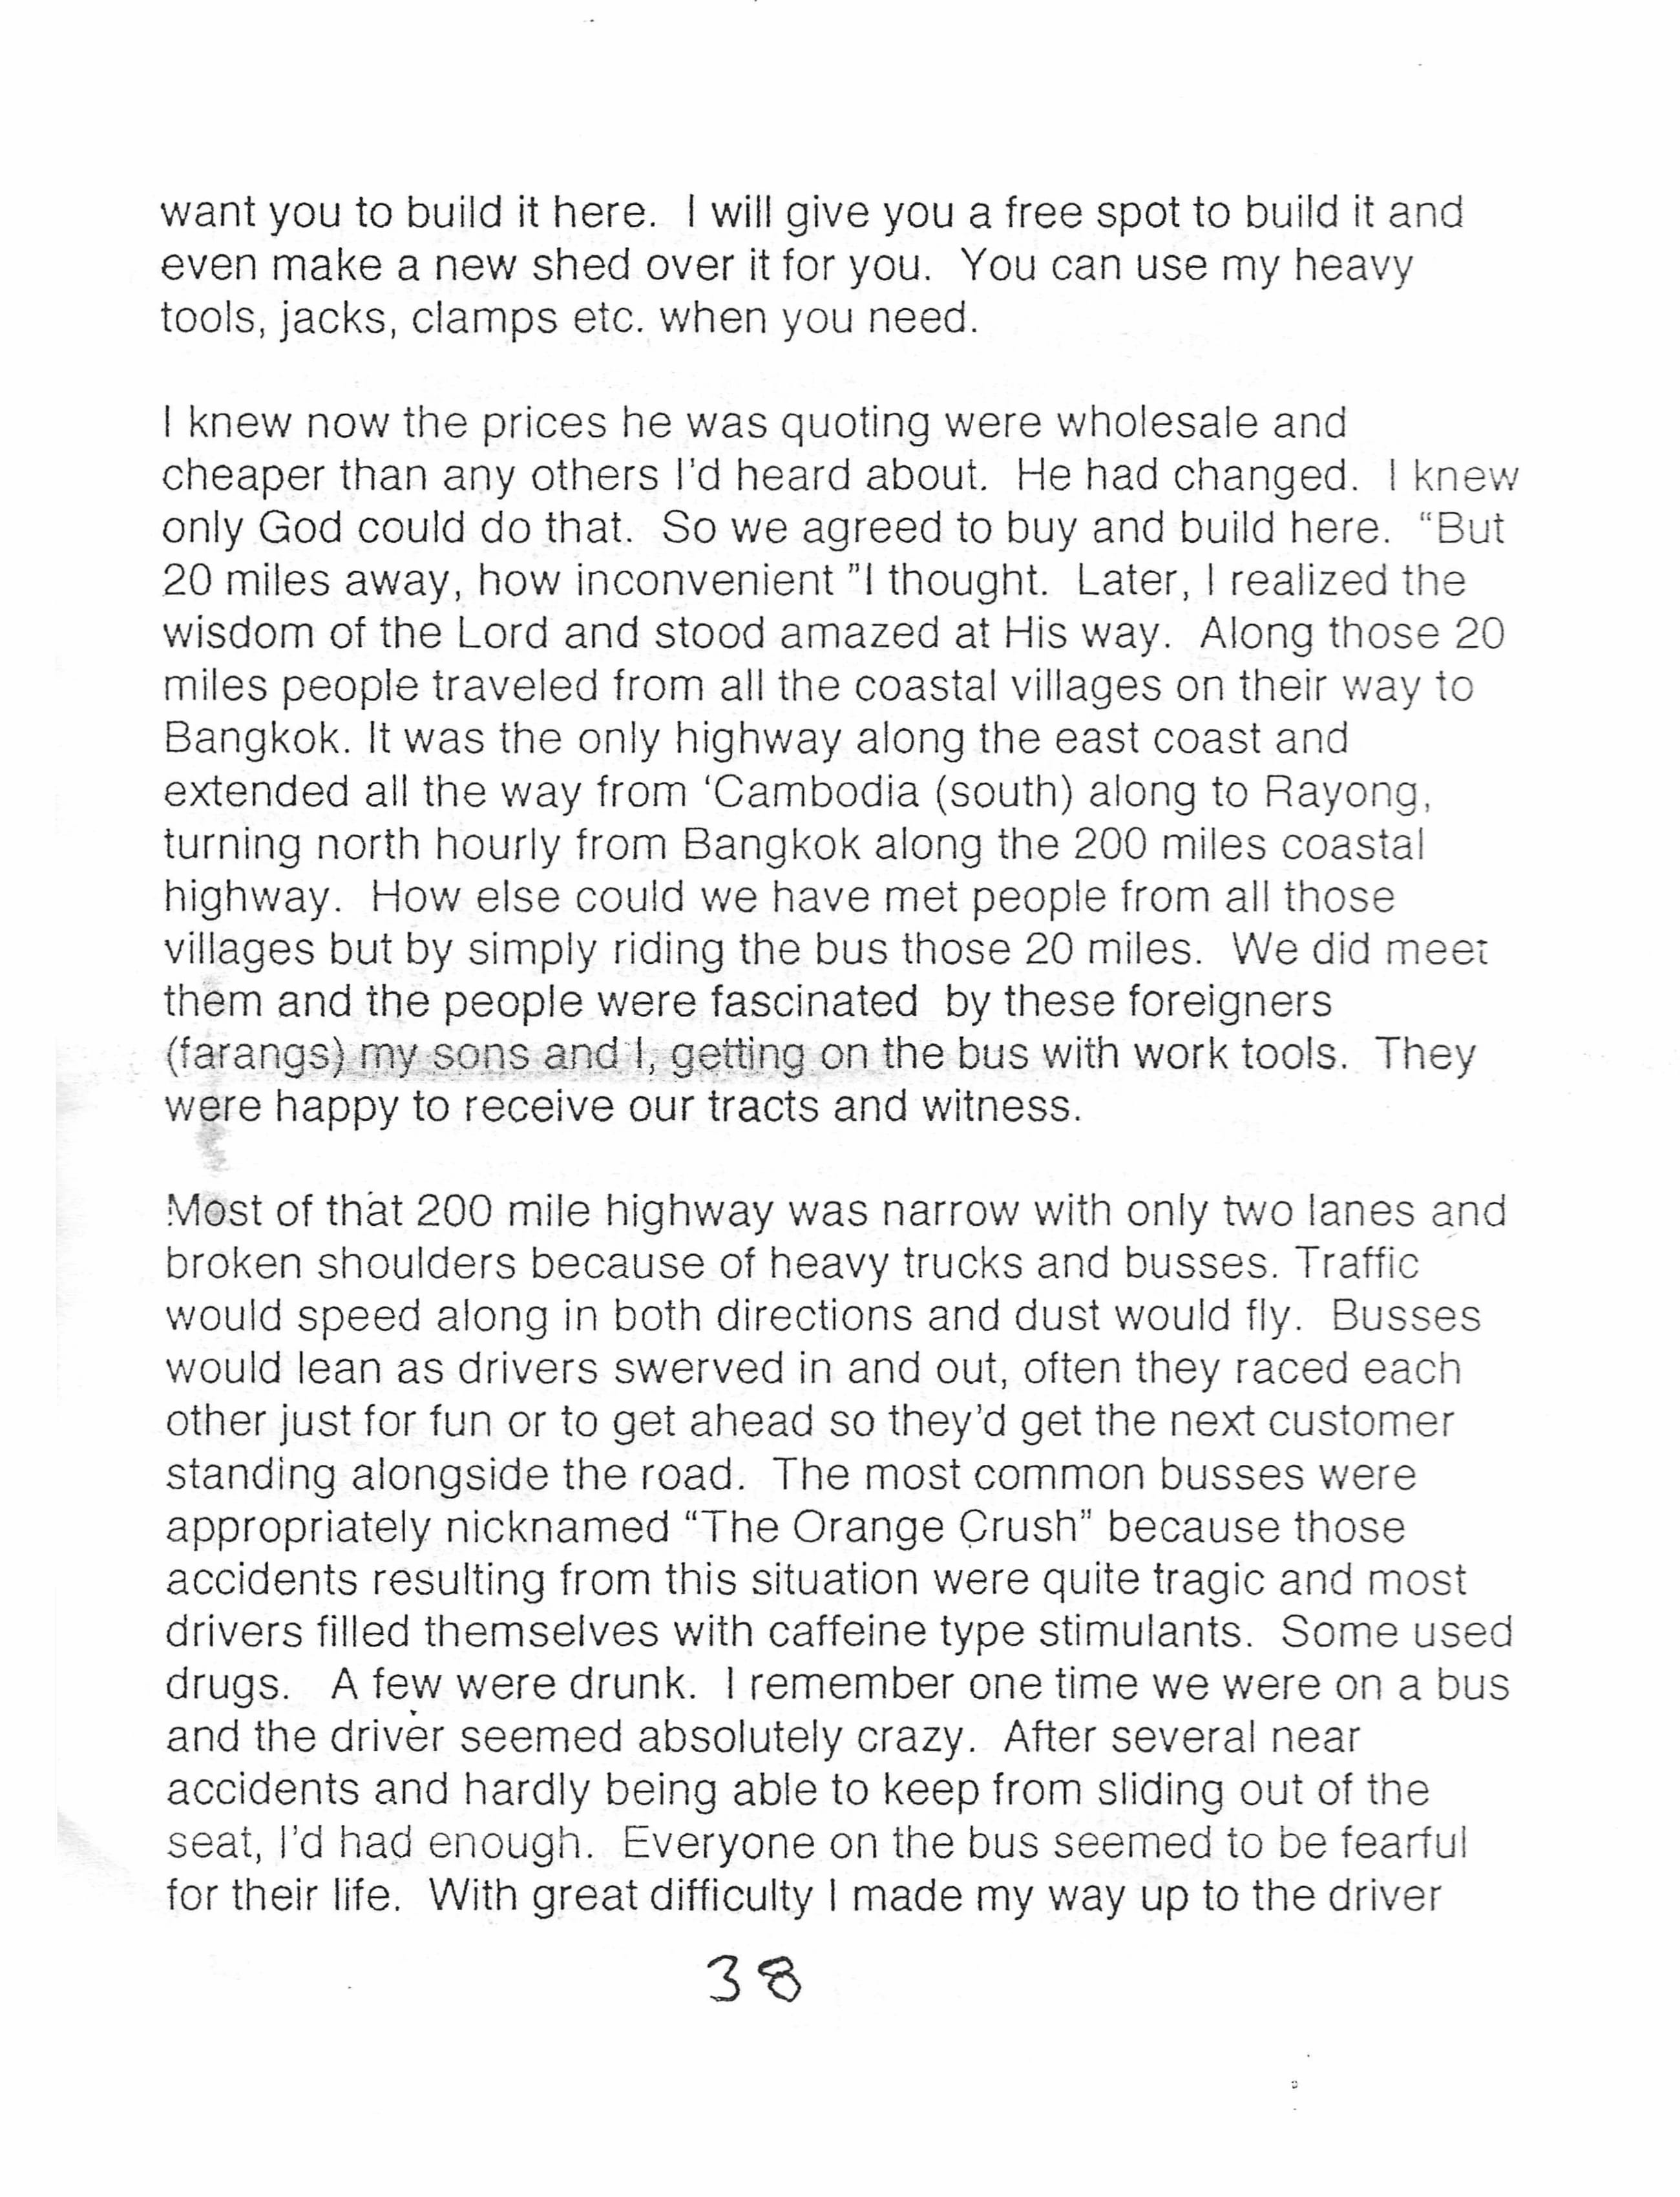 want you to build it here.  I will give you a free spot to build it and
even make a new shed over it for you.  You can use my heavy
tools, jacks, clamps etc. when you need.
I knew now the prices he was quoting were wholesale and
cheaper than any others I'd heard about.  He had changed.  I knew
only God could do that.  So we agreed to buy and build here.  “But
20 miles away, how inconvenient ”I thought.  Later, I realized the
wisdom of the Lord and stood amazed at His way.  Along those 20
miles people traveled from all the coastal villages on their way to
Bangkok. It was the only highway along the east coast and
extended all the way from ‘Cambodia (south) along to Rayong,
turning north hourly from Bangkok along the 200 miles coastal
highway.  How else could we have met people from all those
villages but by simply riding the bus those 20 miles.  We did meet
them and the people were fascinated  by these foreigners
(farangs) my sons and I, getting on the bus with work tools.  They
were happy to receive our tracts and witness.
Most of that 200 mile highway was narrow with only two lanes and
broken shoulders because of heavy trucks and busses. Traffic
would speed along in both directions and dust would fly.  Busses
would lean as drivers swerved in and out, often they raced each
other just for fun or to get ahead so they'd get the next customer
standing alongside the road.  The most common busses were
appropriately nicknamed “The Orange Crush” because those
accidents resulting from this situation were quite tragic and most
drivers filled themselves with caffeine type stimulants.  Some used
drugs.   A few were drunk.  I remember one time we were on a bus
and the driver seemed absolutely crazy.  After several near
accidents and hardly being able to keep from sliding out of the
seat, I'd had enough.  Everyone on the bus seemed to be fearful
for their life.  With great difficulty I made my way up to the driver
38